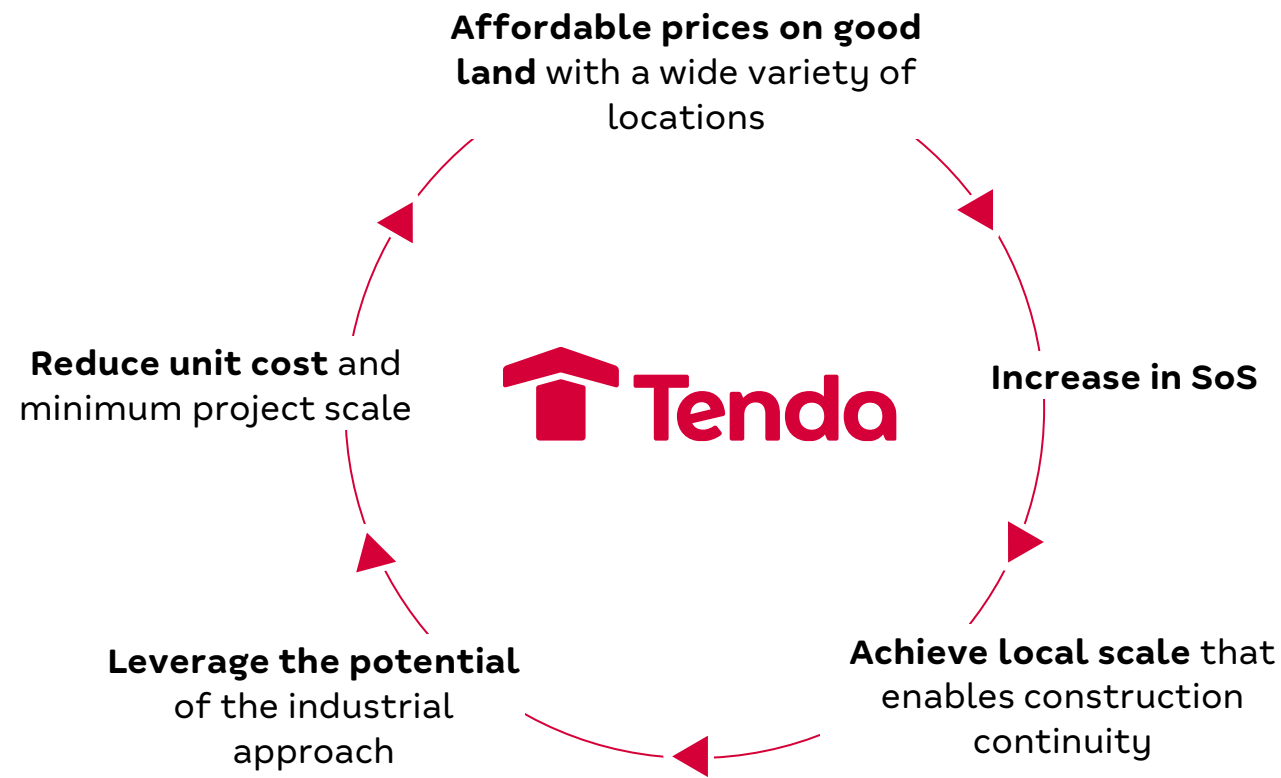 Affordable prices on good
land with a wide variety of
locations
Increase in SoS
Achieve local scale that
enables construction
continuity
Leverage the potential
of the industrial
approach
Reduce unit cost and
minimum project scale
Tenda